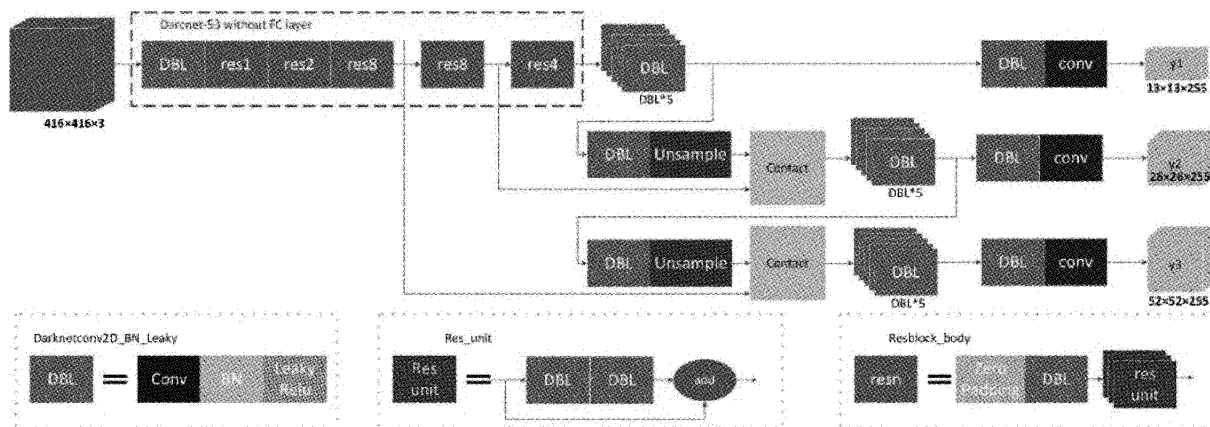 Darcnet-53 without FC layer
DBL res1 res2 res8 res8 res4 DBL DBL conv y1
DBL*5
13×13×255
416×416×3
DBL Unsample Contact DBL DBL conv y2
26×26×255
DBL*5
DBL Unsample Contact DBL DBL conv y3
DBL*5
52×52×255
Darknetconv2D_BN_Leaky
DBL = Conv BN Leaky
Relu
Res_unit
Res
unit = DBL DBL add
Resblock_body
resn = Zero
Padding DBL res
unit